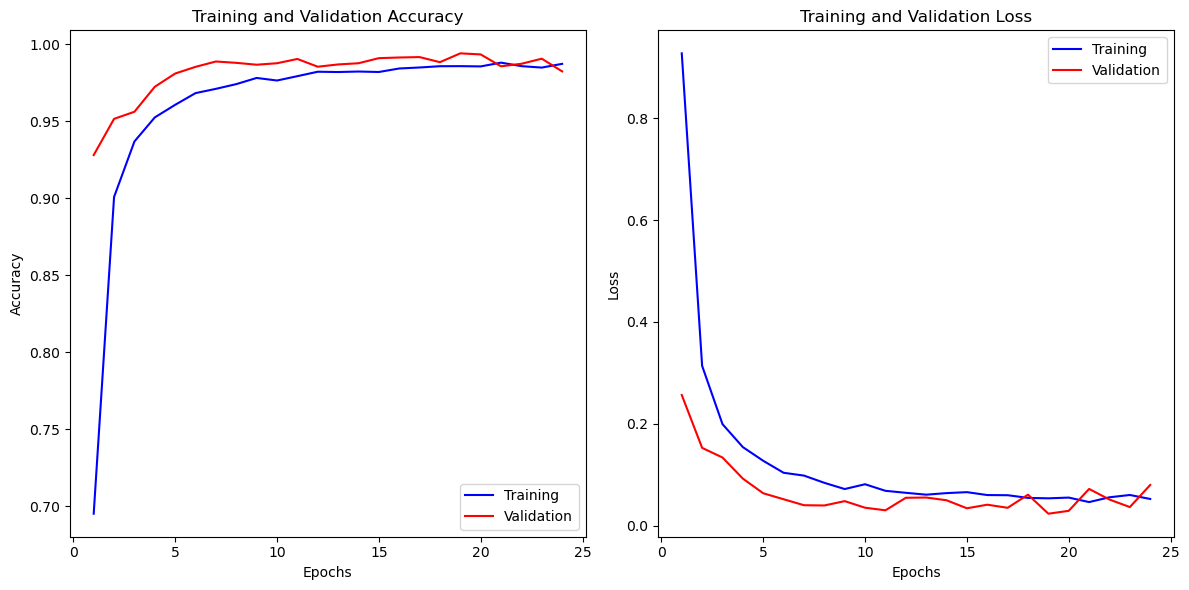 Training and Validation Accuracy
1.00
0.95
0.90
0.85
0.80
0.75
0.70
Accuracy
0
5
10
15
20
25
Epochs
Training
Validation
Training and Validation Loss
0.8
0.6
0.4
0.2
0.0
Loss
0
5
10
15
20
25
Epochs
Training
Validation